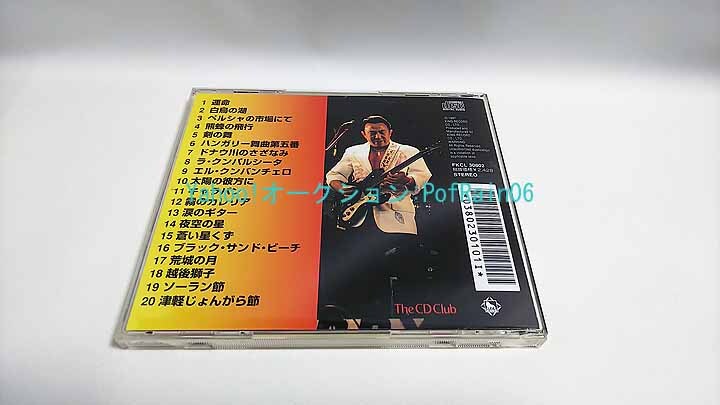 1 運命
2 白鳥の湖
3 ペルシャの市場にて
4 熊蜂の飛行
5 剣の舞
6 ハンガリー舞曲第五番
7 ドナウ川のさざなみ
8 ラ・クンパルシータ
9 エル・クンバンチェロ
10 太陽の彼方に
11
12 霧のカレリア
13 涙のギター
14 夜空の星
15 蒼い星くず
16 ブラック・サンド・ビーチ
17 荒城の月
18 越後獅子
19 ソーラン節
20 津軽じょんがら節
Yahoo!オークション:PofRain06
The CD Club
FKCL 30002
STEREO